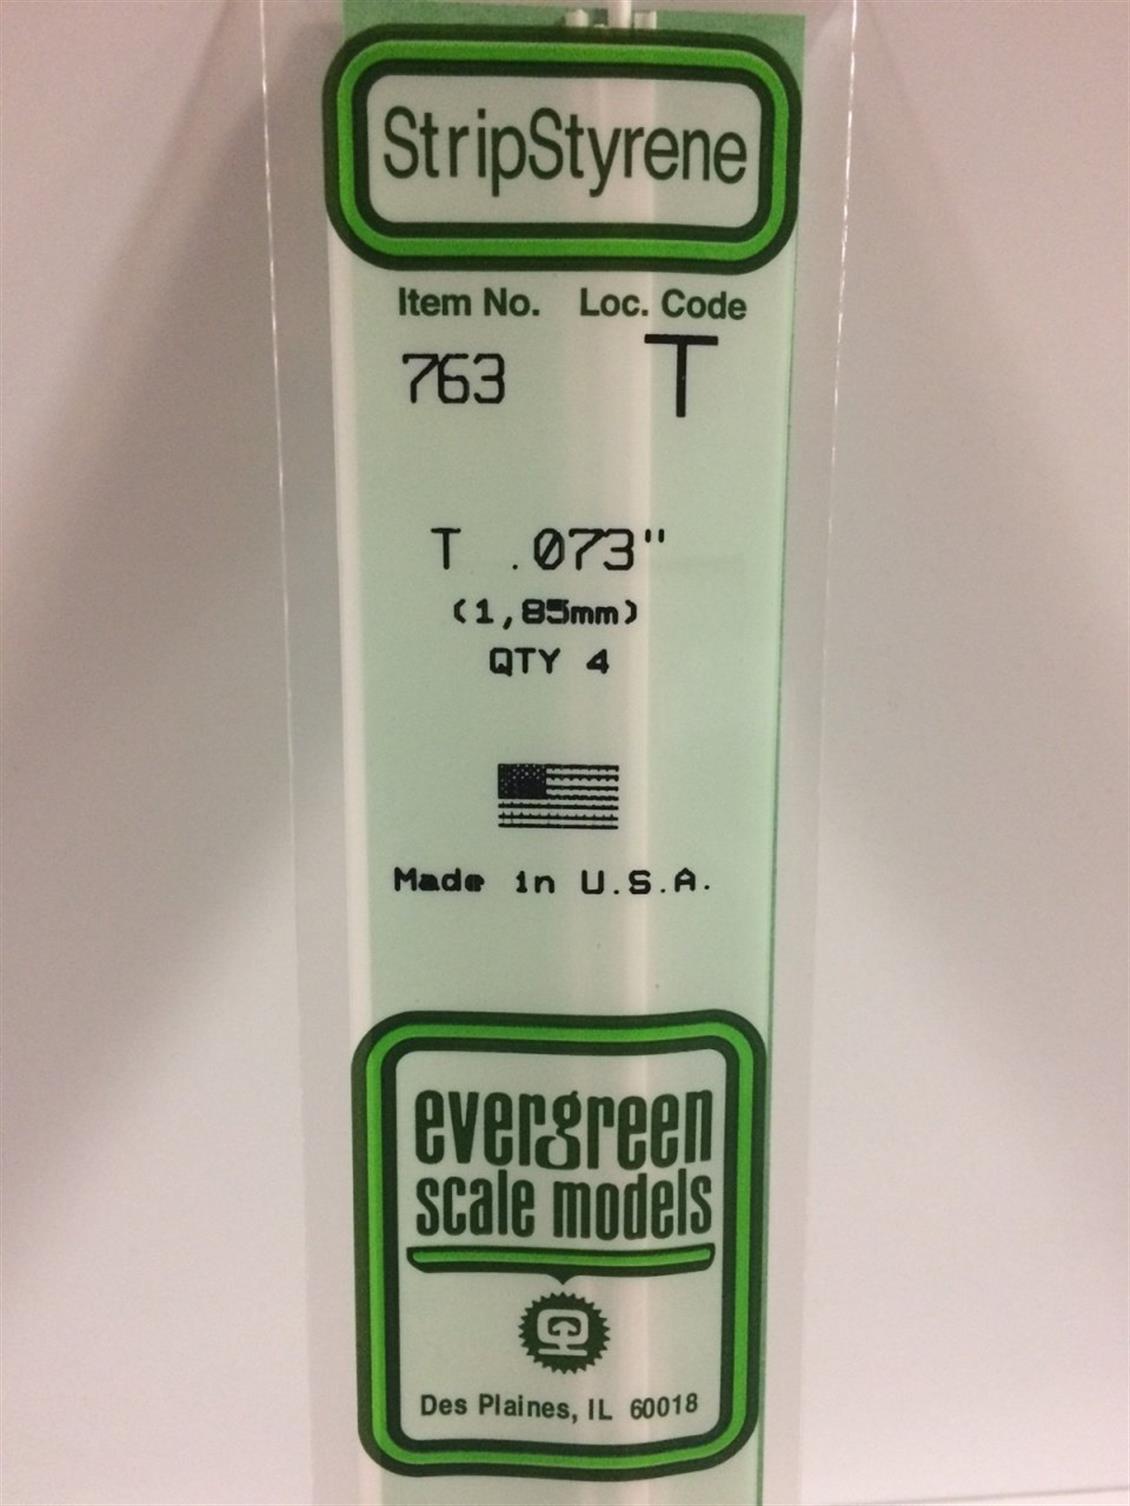 StripStyrene
Item No. Loc. Code
763 T
T .073"
(1,85mm)
QTY 4
Made in U.S.A.
evergreen
scale models
Des Plaines, IL 60018